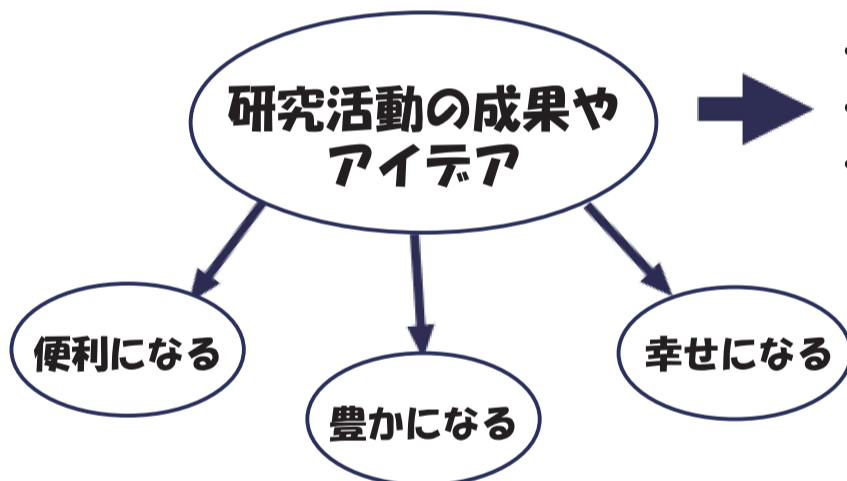 研究活動の成果や
アイデア
便利になる
豊かになる
幸せになる